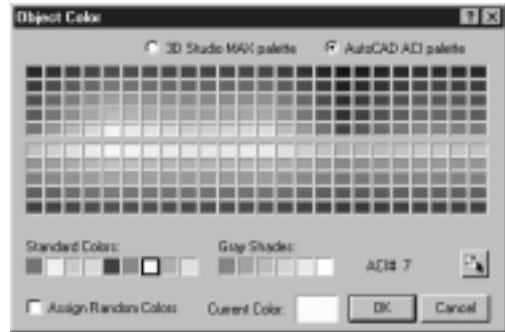 Object Color
3D Studio MAX palette AutoCAD ACI palette
Standard Colors: Gray Shades:
ACI#: 7
Assign Random Colors Current Color: OK Cancel